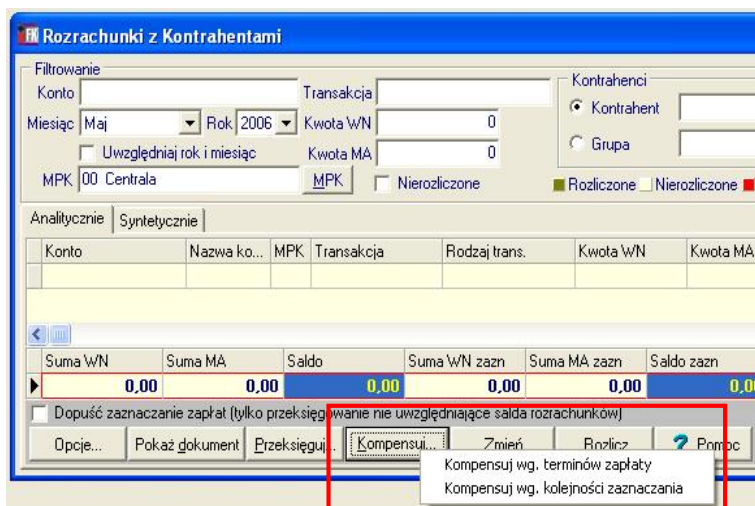 FK Rozrachunki z Kontrahentami
Filtrowanie
Konto Transakcja Kontrahenci
Miesiąc Maj Rok 2006 Kwota WN 0 Kontrahent
Uwzględniaj rok i miesiąc Kwota MA 0 Grupa
MPK 00 Centrala MPK Nierozliczone Rozliczone Nierozliczone
Analitycznie Syntetycznie
Konto Nazwa ko... MPK Transakcja Rodzaj trans. Kwota WN Kwota MA
Suma WN Suma MA Saldo Suma WN zazn Suma MA zazn Saldo zazn
0,00 0,00 0,00 0,00 0,00 0,0
Dopuść zaznaczanie zapłat (tylko przeksięgowanie nie uwzględniające salda rozrachunków)
Opcje... Pokaż dokument Przeksięguj... Kompensuj... Zmień Rozlicz ? Pomoc
Kompensuj wg. terminów zapłaty
Kompensuj wg. kolejności zaznaczania